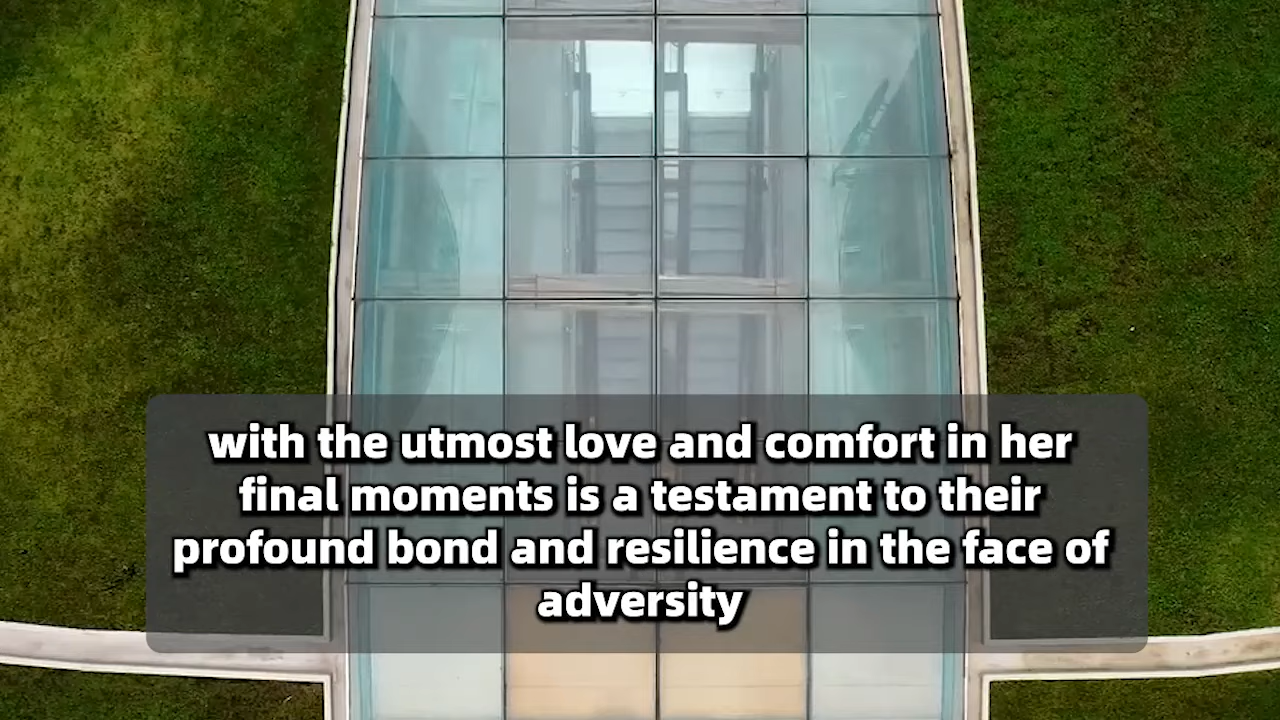 with the utmost love and comfort in her
final moments is a testament to their
profound bond and resilience in the face of
adversity